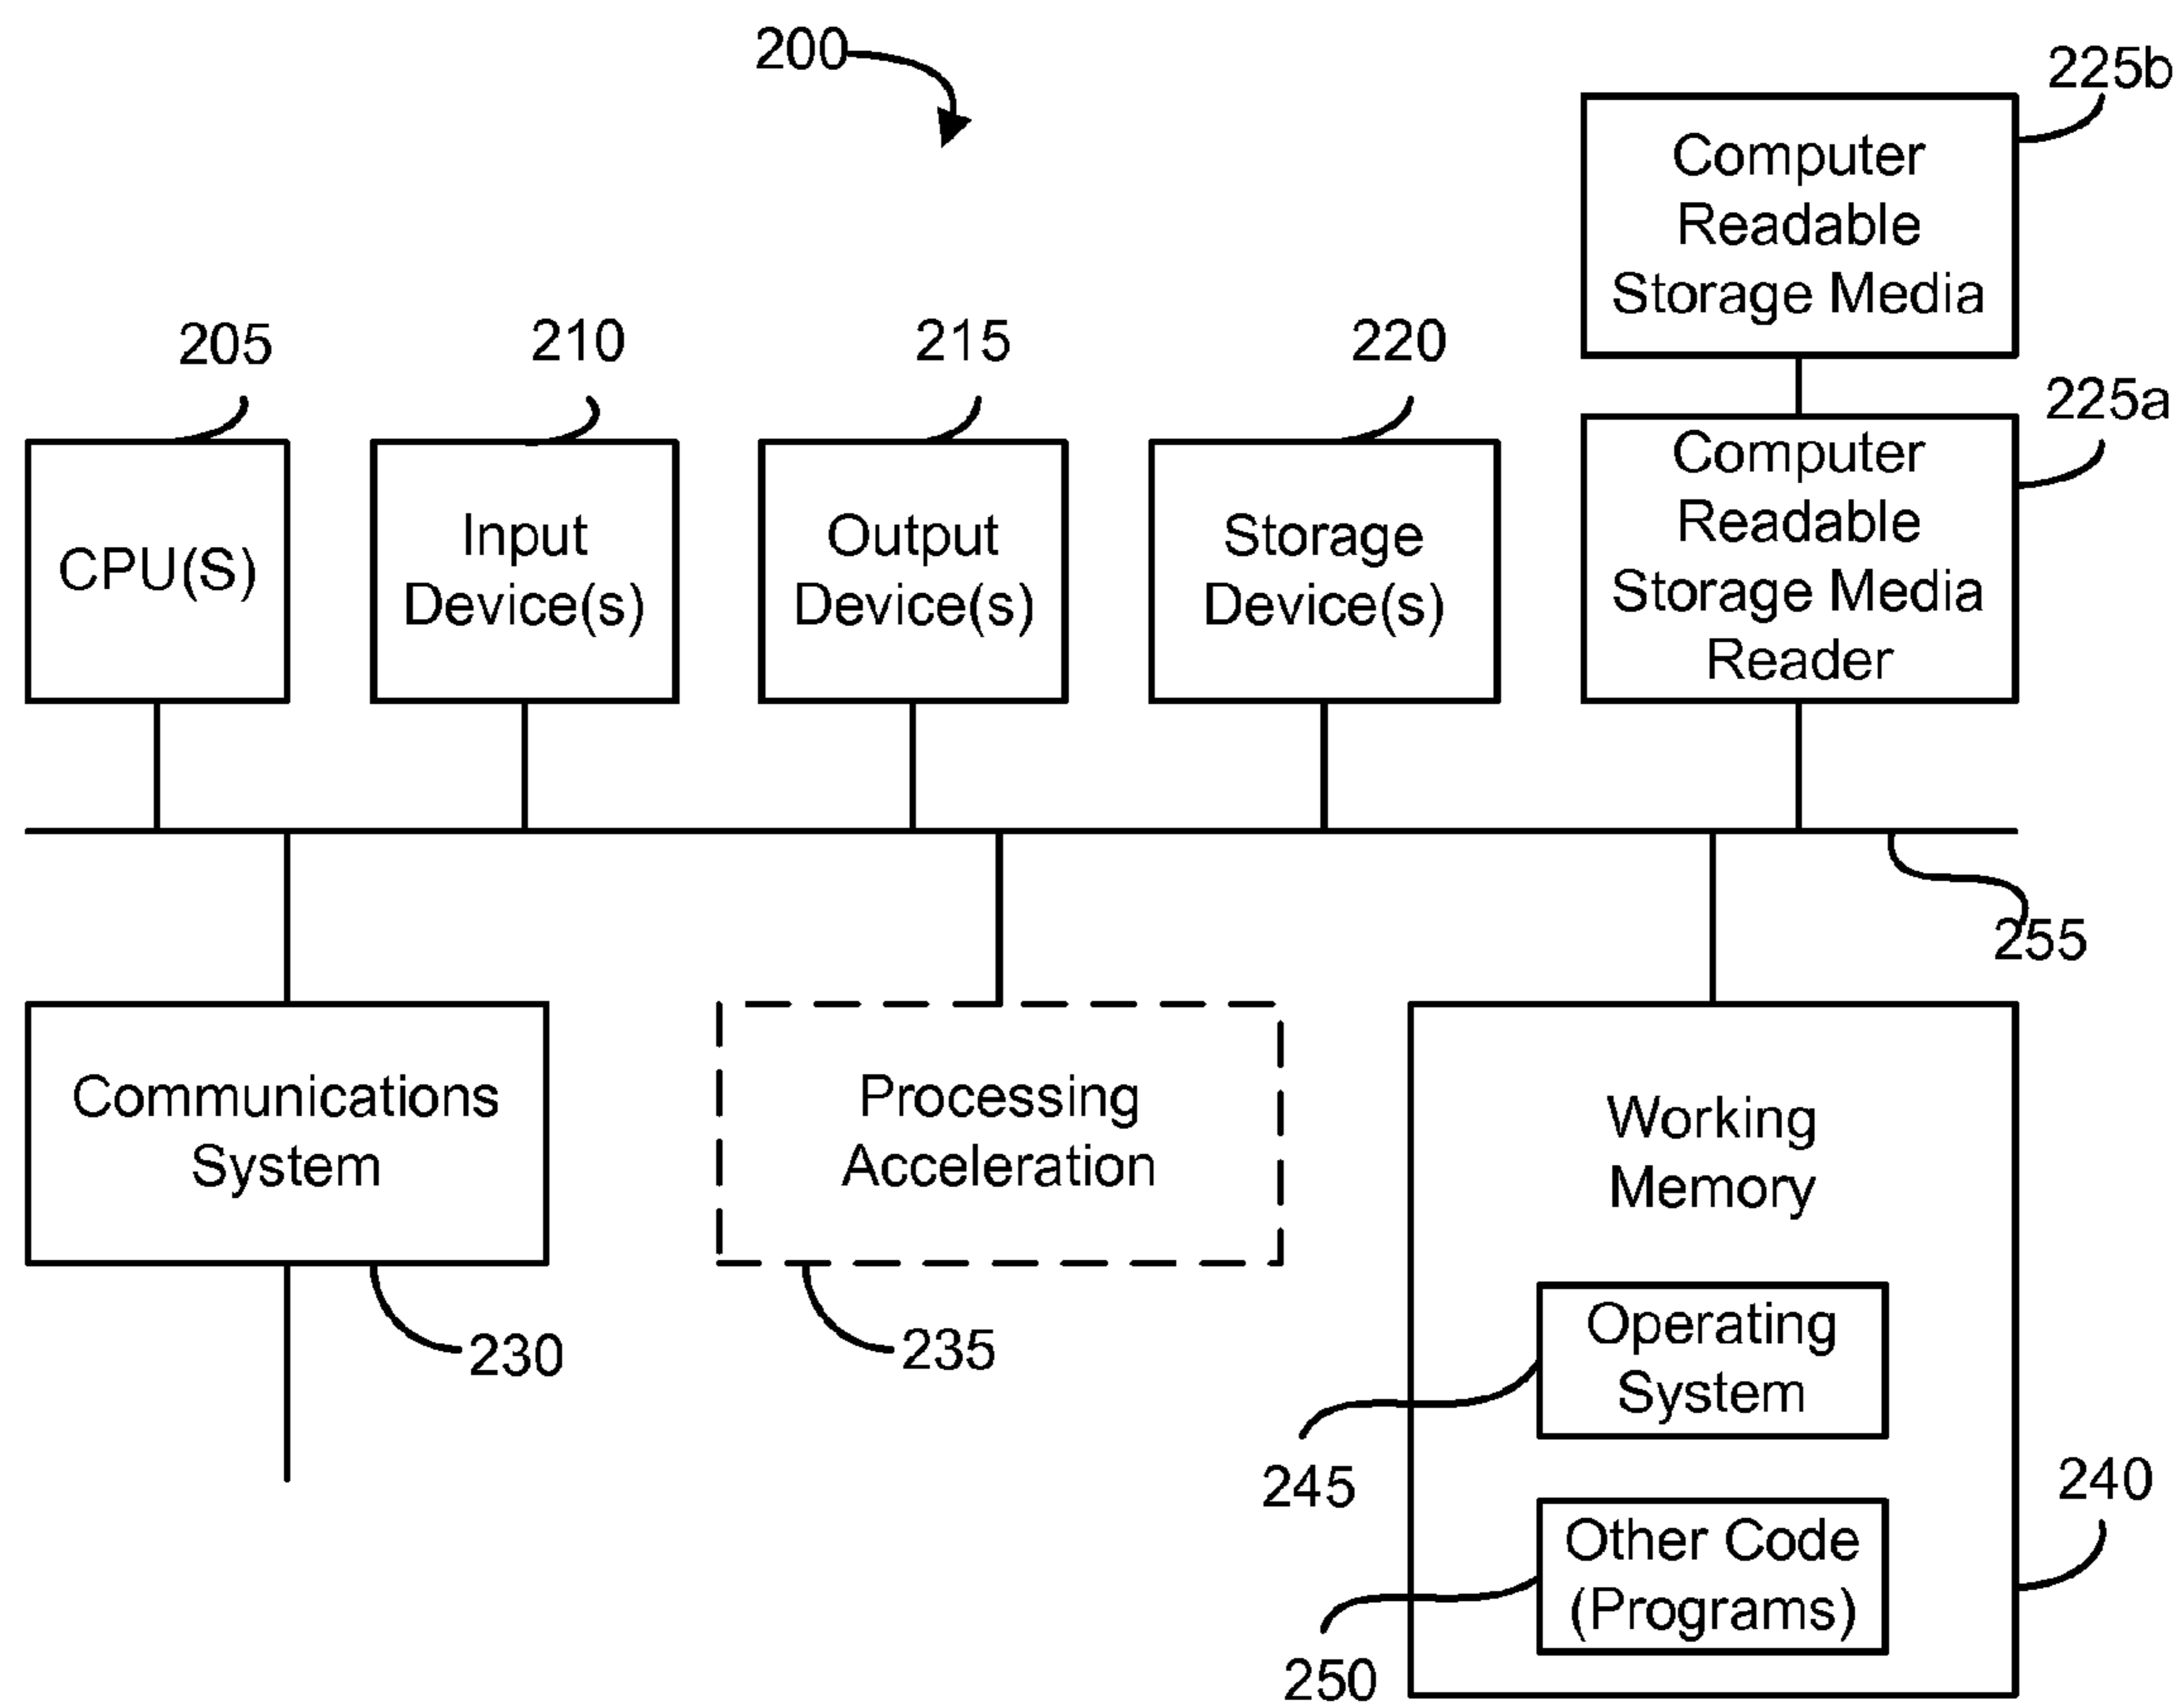 200
225b
Computer
Readable
Storage Media
205
210
215
220
225a
CPU(S)
Input
Device(s)
Output
Device(s)
Storage
Device(s)
Computer
Readable
Storage Media
Reader
255
Communications
System
Processing
Acceleration
Working
Memory
230
235
Operating
System
245
240
Other Code
(Programs)
250